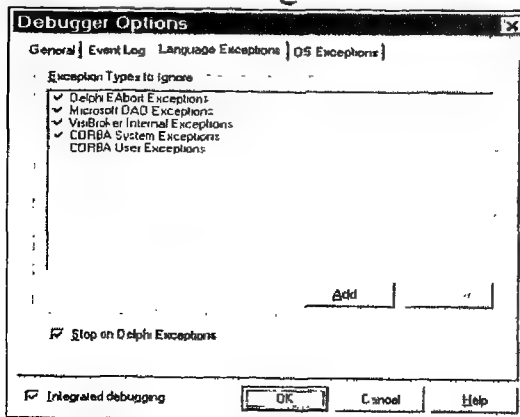 Debugger Options
General Event Log Language Exceptions OS Exceptions
Exception Types to Ignore
Delphi EAbort Exceptions
Microsoft DAO Exceptions
VisiBroker Internal Exceptions
CORBA System Exceptions
CORBA User Exceptions
Add
Stop on Delphi Exceptions
Integrated debugging OK Cancel Help